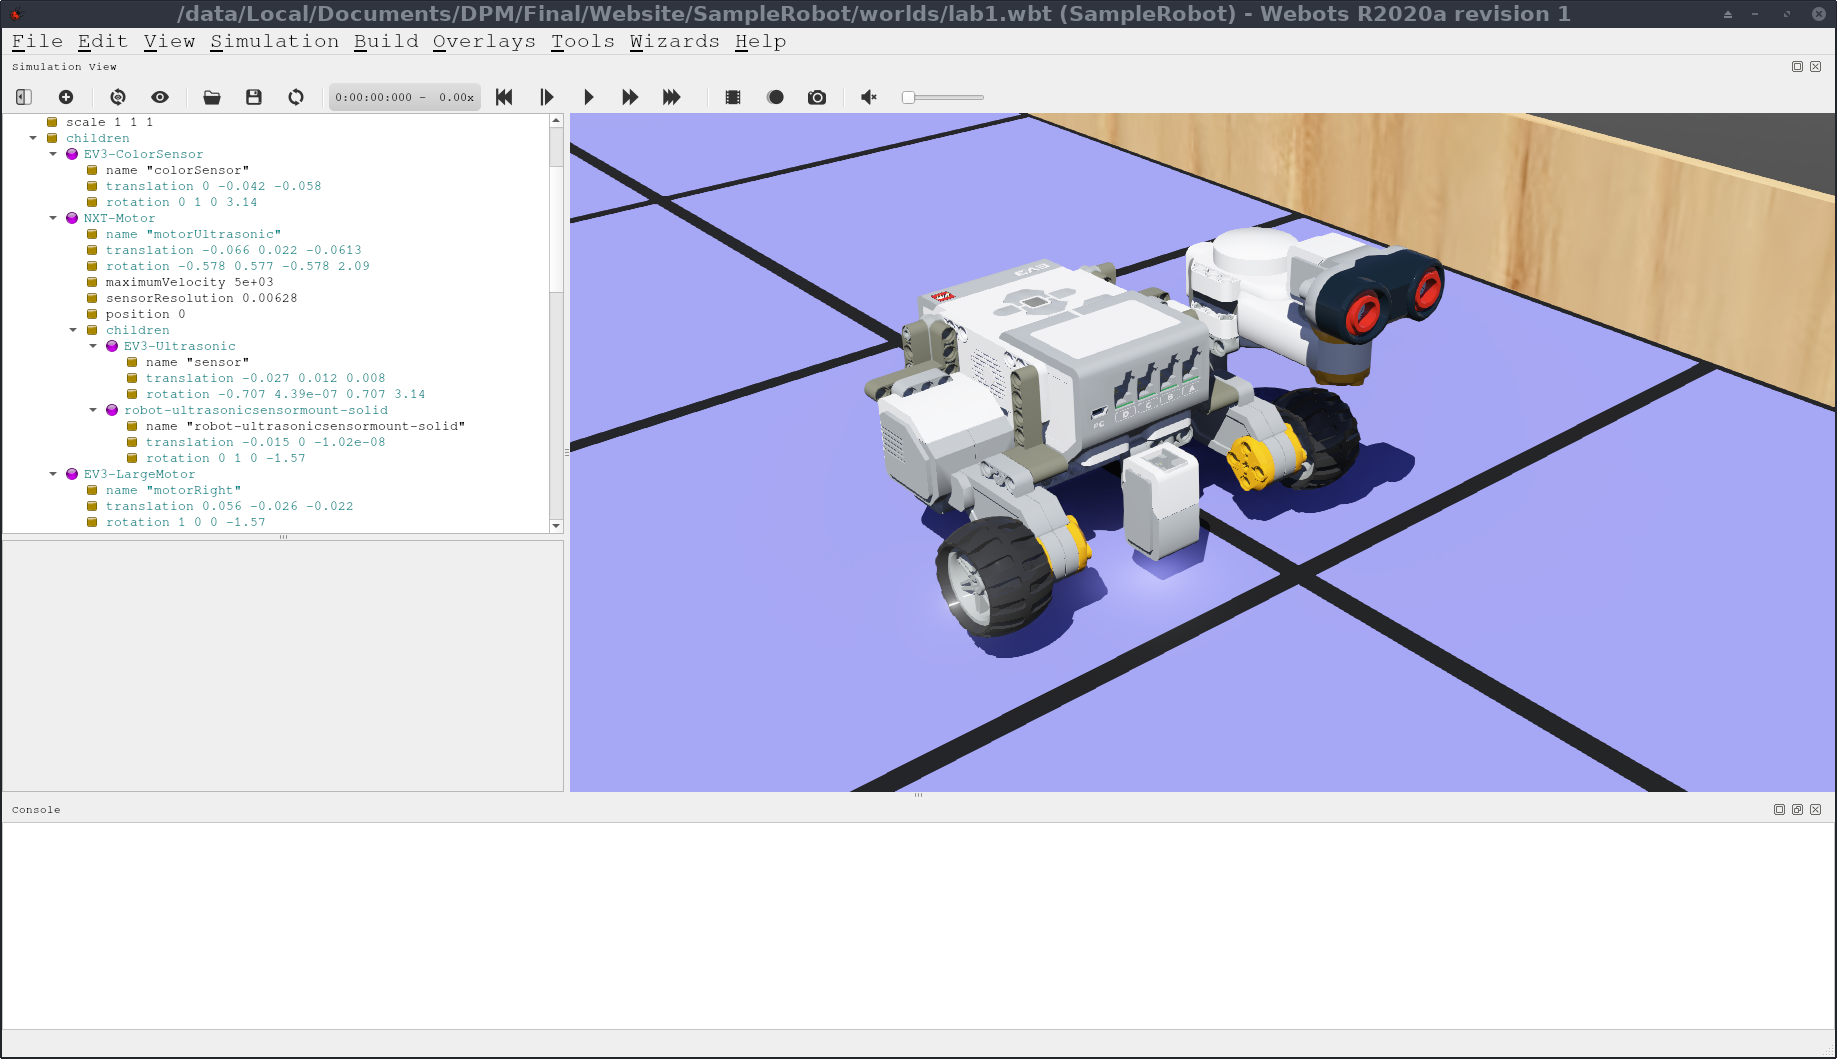 /data/Local/Documents/DPM/Final/Website/SampleRobot/worlds/lab1.wbt (SampleRobot) - Webots R2020a revision 1
File Edit View Simulation Build Overlays Tools Wizards Help
Simulation View
0:00:00:000 - 0.00x
scale 1 1 1
children
EV3-ColorSensor
name "colorSensor"
translation 0 -0.042 -0.058
rotation 0 1 0 3.14
NXT-Motor
name "motorUltrasonic"
translation -0.066 0.022 -0.0613
rotation -0.578 0.577 -0.578 2.09
maximumVelocity 5e+03
sensorResolution 0.00628
position 0
children
EV3-Ultrasonic
name "sensor"
translation -0.027 0.012 0.008
rotation -0.707 4.39e-07 0.707 3.14
robot-ultrasonicsensormount-solid
name "robot-ultrasonicsensormount-solid"
translation -0.015 0 -1.02e-08
rotation 0 1 0 -1.57
EV3-LargeMotor
name "motorRight"
translation 0.056 -0.026 -0.022
rotation 1 0 0 -1.57
EV3
PC D C B A
Console